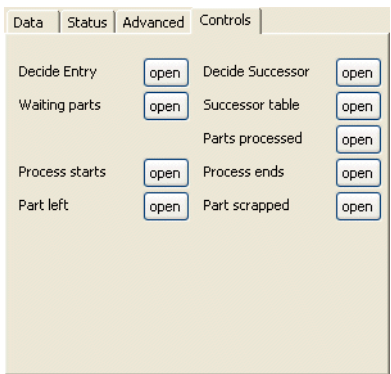 Data Status Advanced Controls
Decide Entry open Decide Successor open
Waiting parts open Successor table open
Parts processed open
Process starts open Process ends open
Part left open Part scrapped open